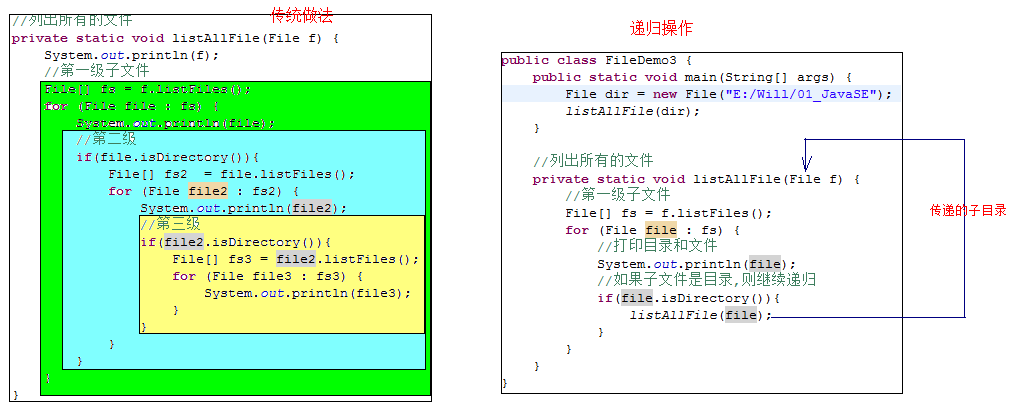 传统做法
//列出所有的文件
private static void listAllFile(File f) {
System.out.println(f);
//第一级子文件
File[] fs = f.listFiles();
for (File file : fs) {
System.out.println(file);
//第二级
if(file.isDirectory()){
File[] fs2  = file.listFiles();
for (File file2 : fs2) {
System.out.println(file2);
//第三级
if(file2.isDirectory()){
File[] fs3 = file2.listFiles();
for (File file3 : fs3) {
System.out.println(file3);
}
}
}
}
}
}
递归操作
public class FileDemo3 {
public static void main(String[] args) {
File dir = new File("E:/Will/01_JavaSE");
listAllFile(dir);
}
//列出所有的文件
private static void listAllFile(File f) {
//第一级子文件
File[] fs = f.listFiles();
for (File file : fs) {
//打印目录和文件
System.out.println(file);
//如果子文件是目录,则继续递归
if(file.isDirectory()){
listAllFile(file);
}
}
}
}
传递的子目录